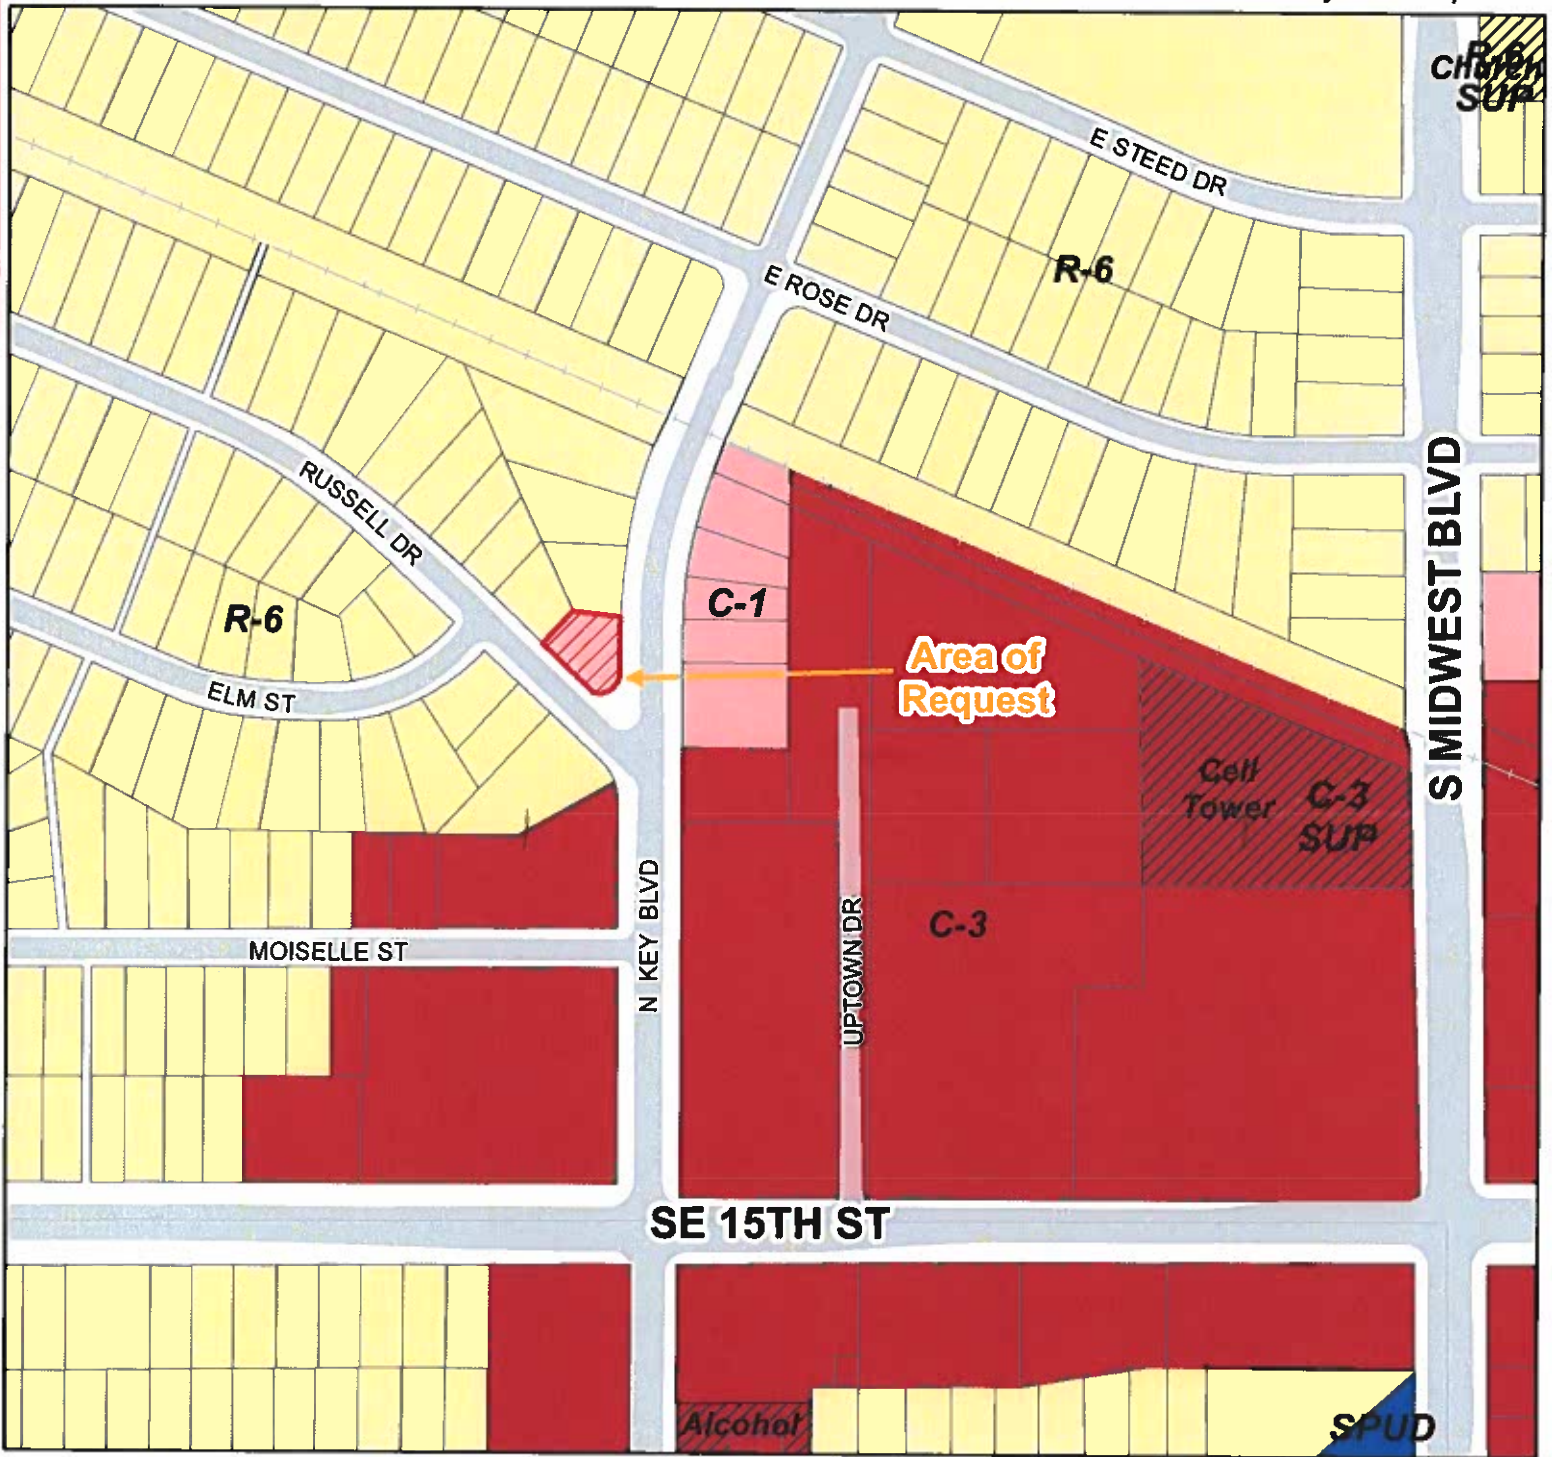 R-6
Church
SUP
E STEED DR
R-6
E ROSE DR
S MIDWEST BLVD
RUSSELL DR
C-1
R-6
Area of
Request
ELM ST
Cell
Tower
C-3
SUP
N KEY BLVD
UPTOWN DR
C-3
MOISELLE ST
SE 15TH ST
Alcohol
SPUD